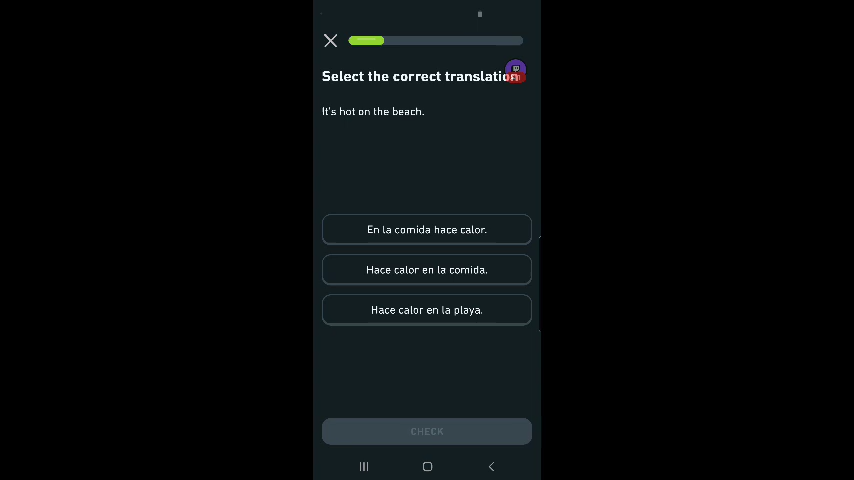 Select the correct translatio
It's hot on the beach.
En la comida hace calor.
Hace calor en la comida.
Hace calor en la playa.
CHECK